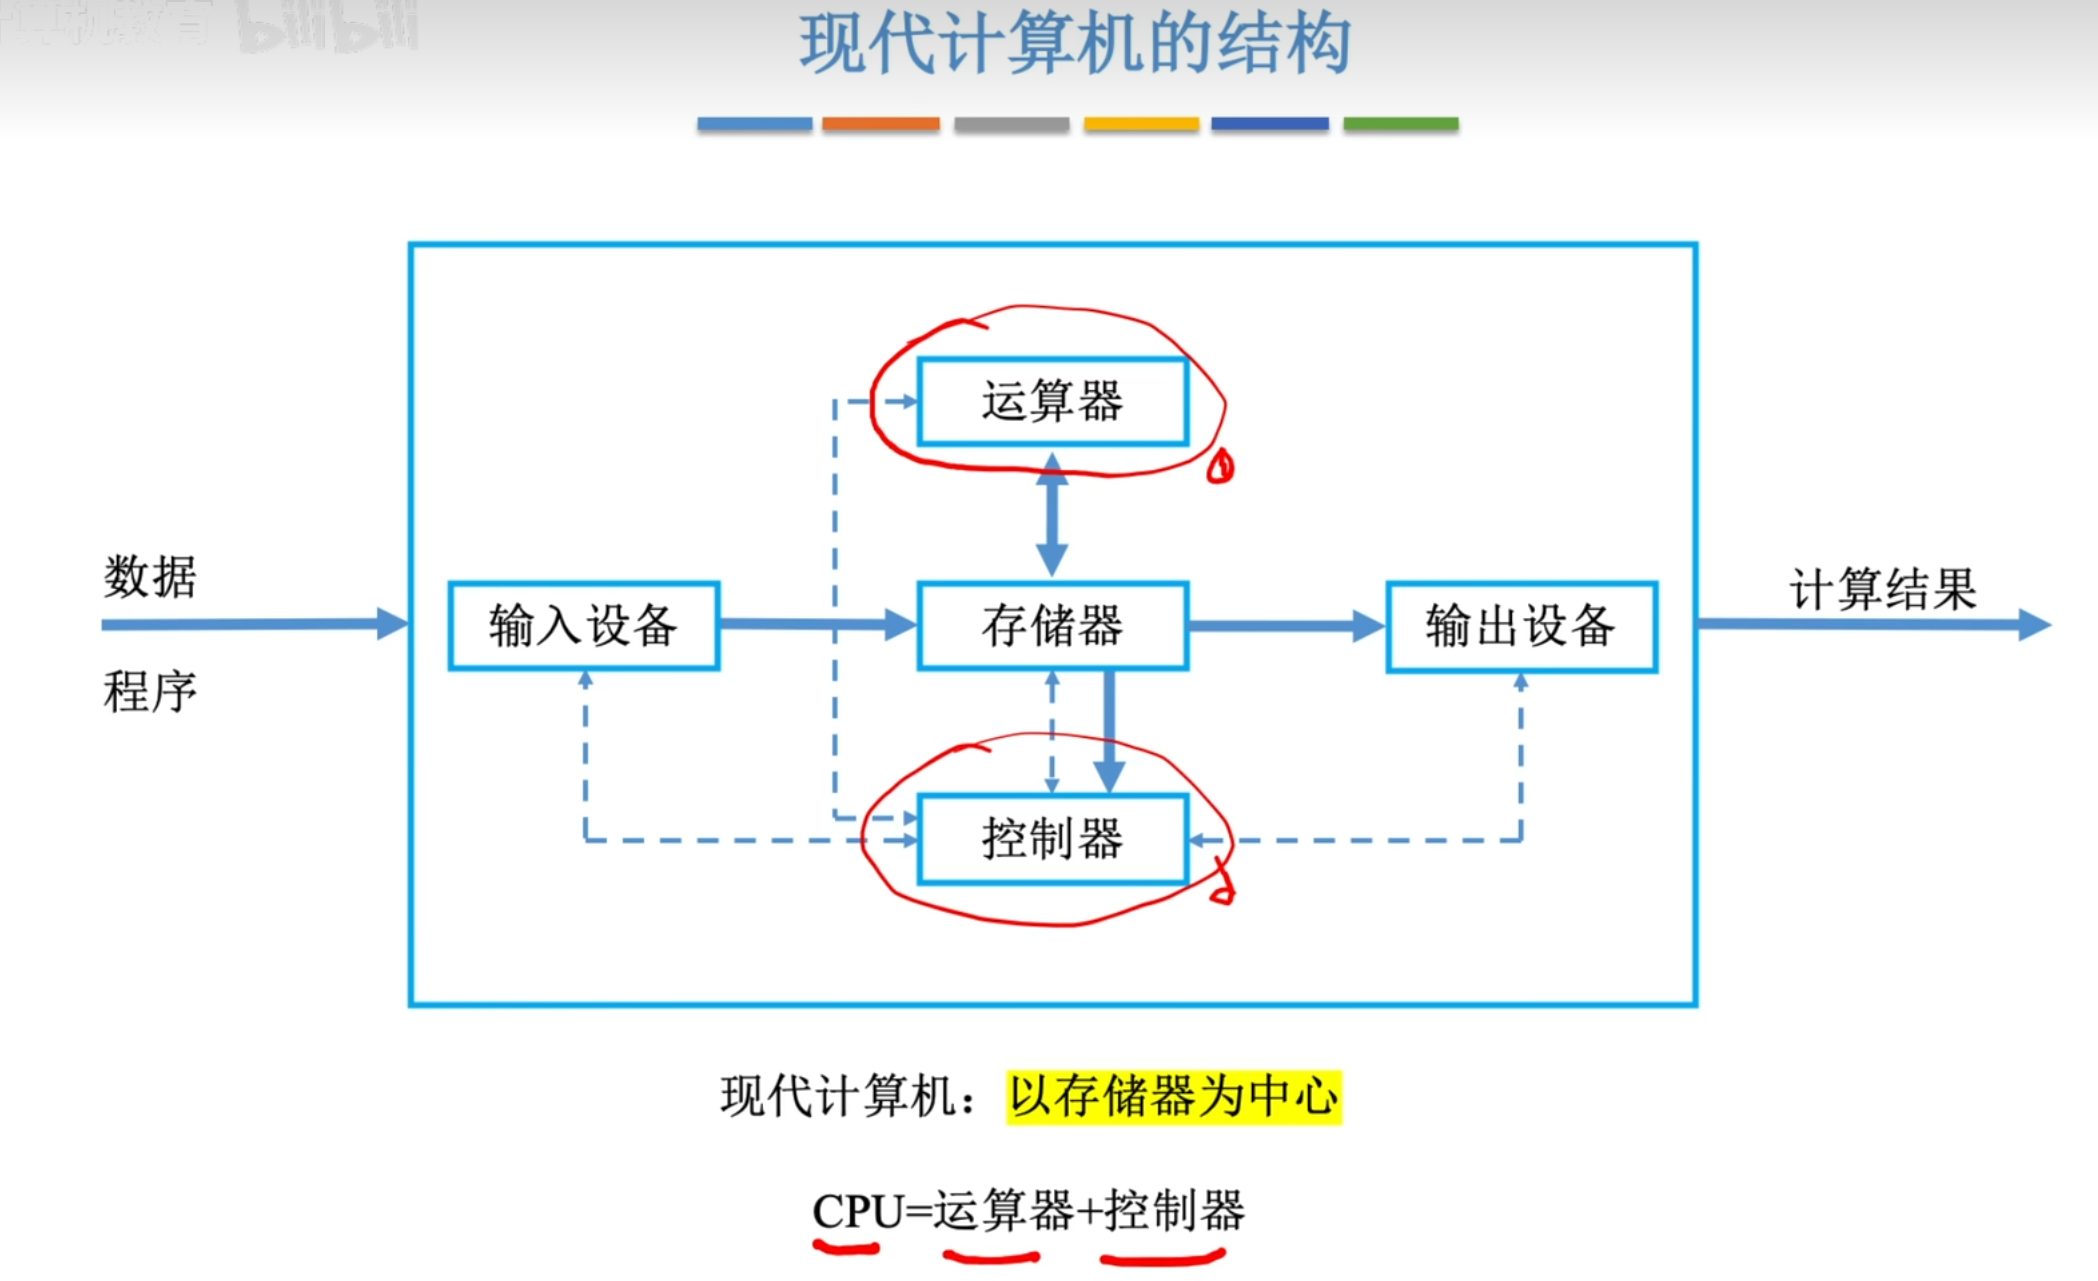 bilibili
现代计算机的结构
运算器
数据
程序
输入设备
存储器
输出设备
计算结果
控制器
现代计算机：以存储器为中心
CPU=运算器+控制器